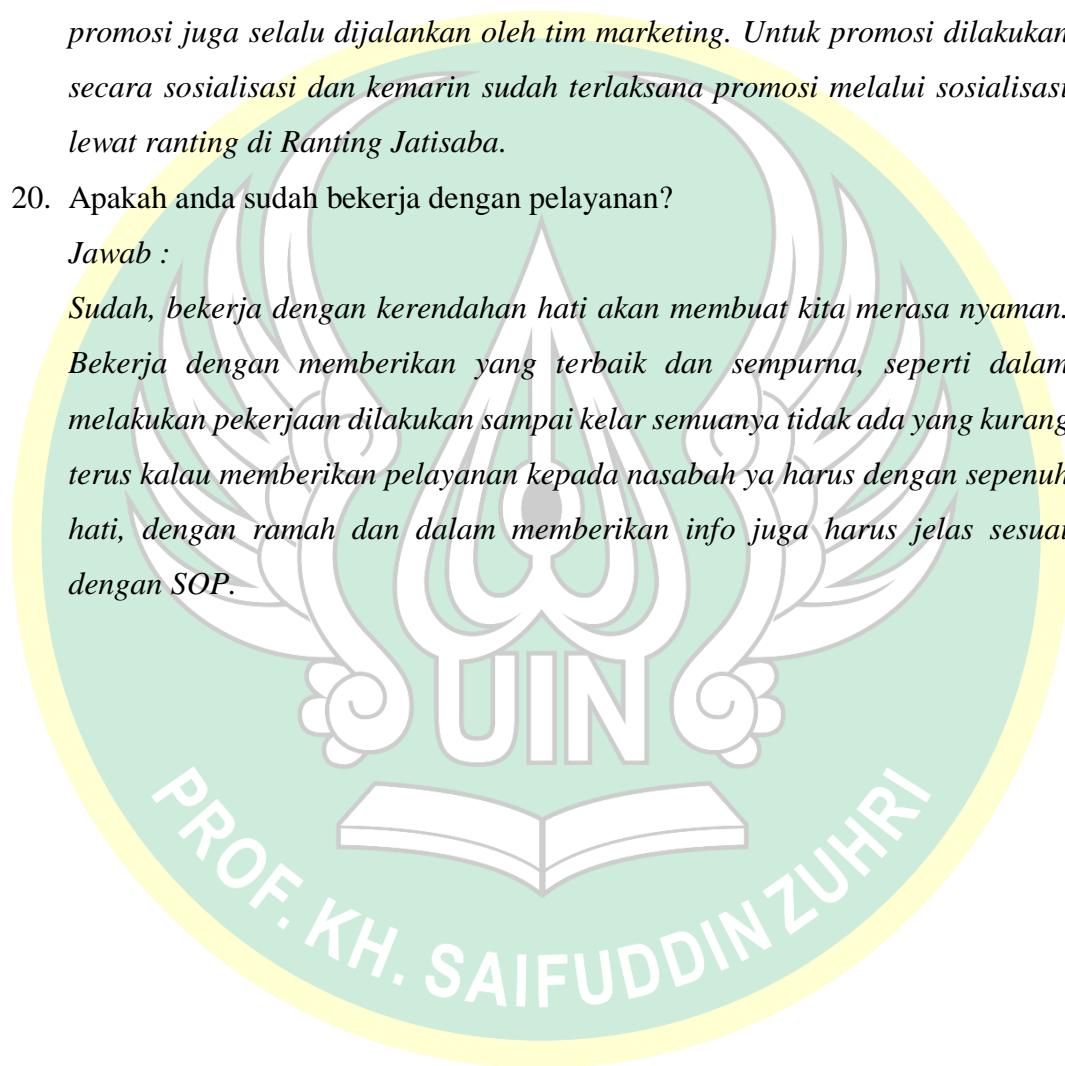 promosi juga selalu dijalankan oleh tim marketing. Untuk promosi dilakukan
secara sosialisasi dan kemarin sudah terlaksana promosi melalui sosialisasi
lewat ranting di Ranting Jatisaba.
20. Apakah anda sudah bekerja dengan pelayanan?
Jawab :
Sudah, bekerja dengan kerendahan hati akan membuat kita merasa nyaman.
Bekerja dengan memberikan yang terbaik dan sempurna, seperti dalam
melakukan pekerjaan dilakukan sampai kelar semuanya tidak ada yang kurang
terus kalau memberikan pelayanan kepada nasabah ya harus dengan sepenuh
hati, dengan ramah dan dalam memberikan info juga harus jelas sesuai
dengan SOP.
UIN
PROF. KH. SAIFUDDIN ZUHRI